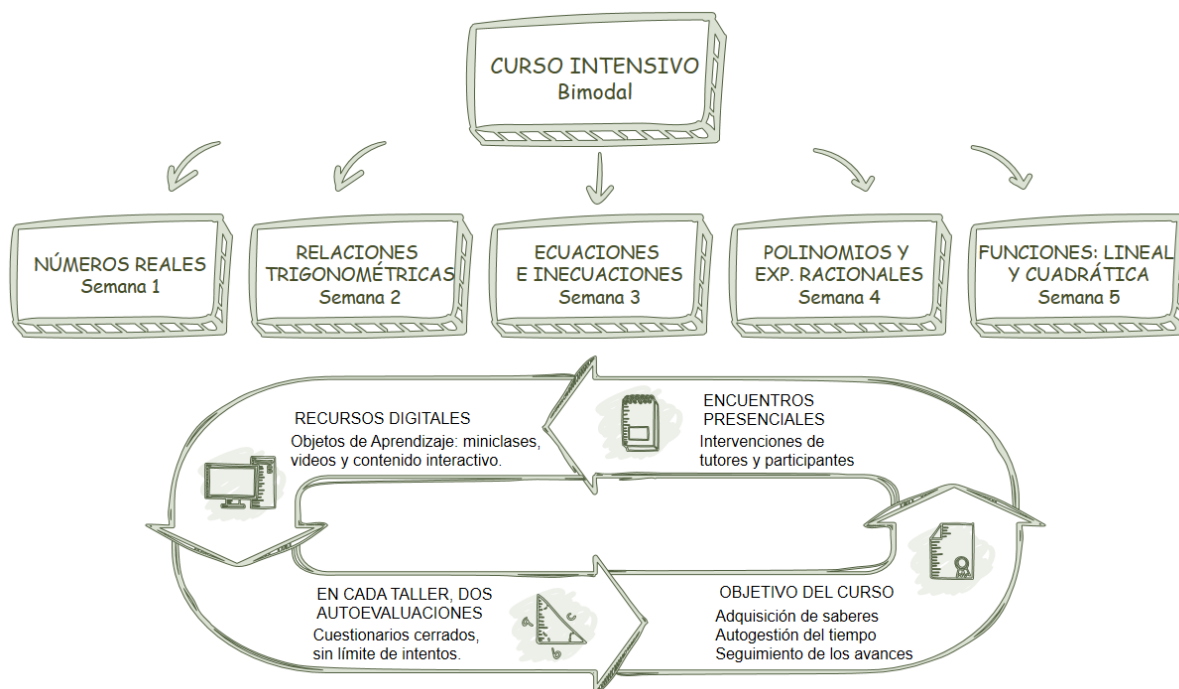 CURSO INTENSIVO
Bimodal
NÚMEROS REALES
Semana 1
RELACIONES
TRIGONOMÉTRICAS
Semana 2
ECUACIONES
E INECUACIONES
Semana 3
POLINOMIOS Y
EXP. RACIONALES
Semana 4
FUNCIONES: LINEAL
Y CUADRÁTICA
Semana 5
RECURSOS DIGITALES
Objetos de Aprendizaje: miniclases,
videos y contenido interactivo.
ENCUENTROS
PRESENCIALES
Intervenciones de
tutores y participantes
EN CADA TALLER, DOS
AUTOEVALUACIONES
Cuestionarios cerrados,
sin límite de intentos.
a
c
b
OBJETIVO DEL CURSO
Adquisición de saberes
Autogestión del tiempo
Seguimiento de los avances